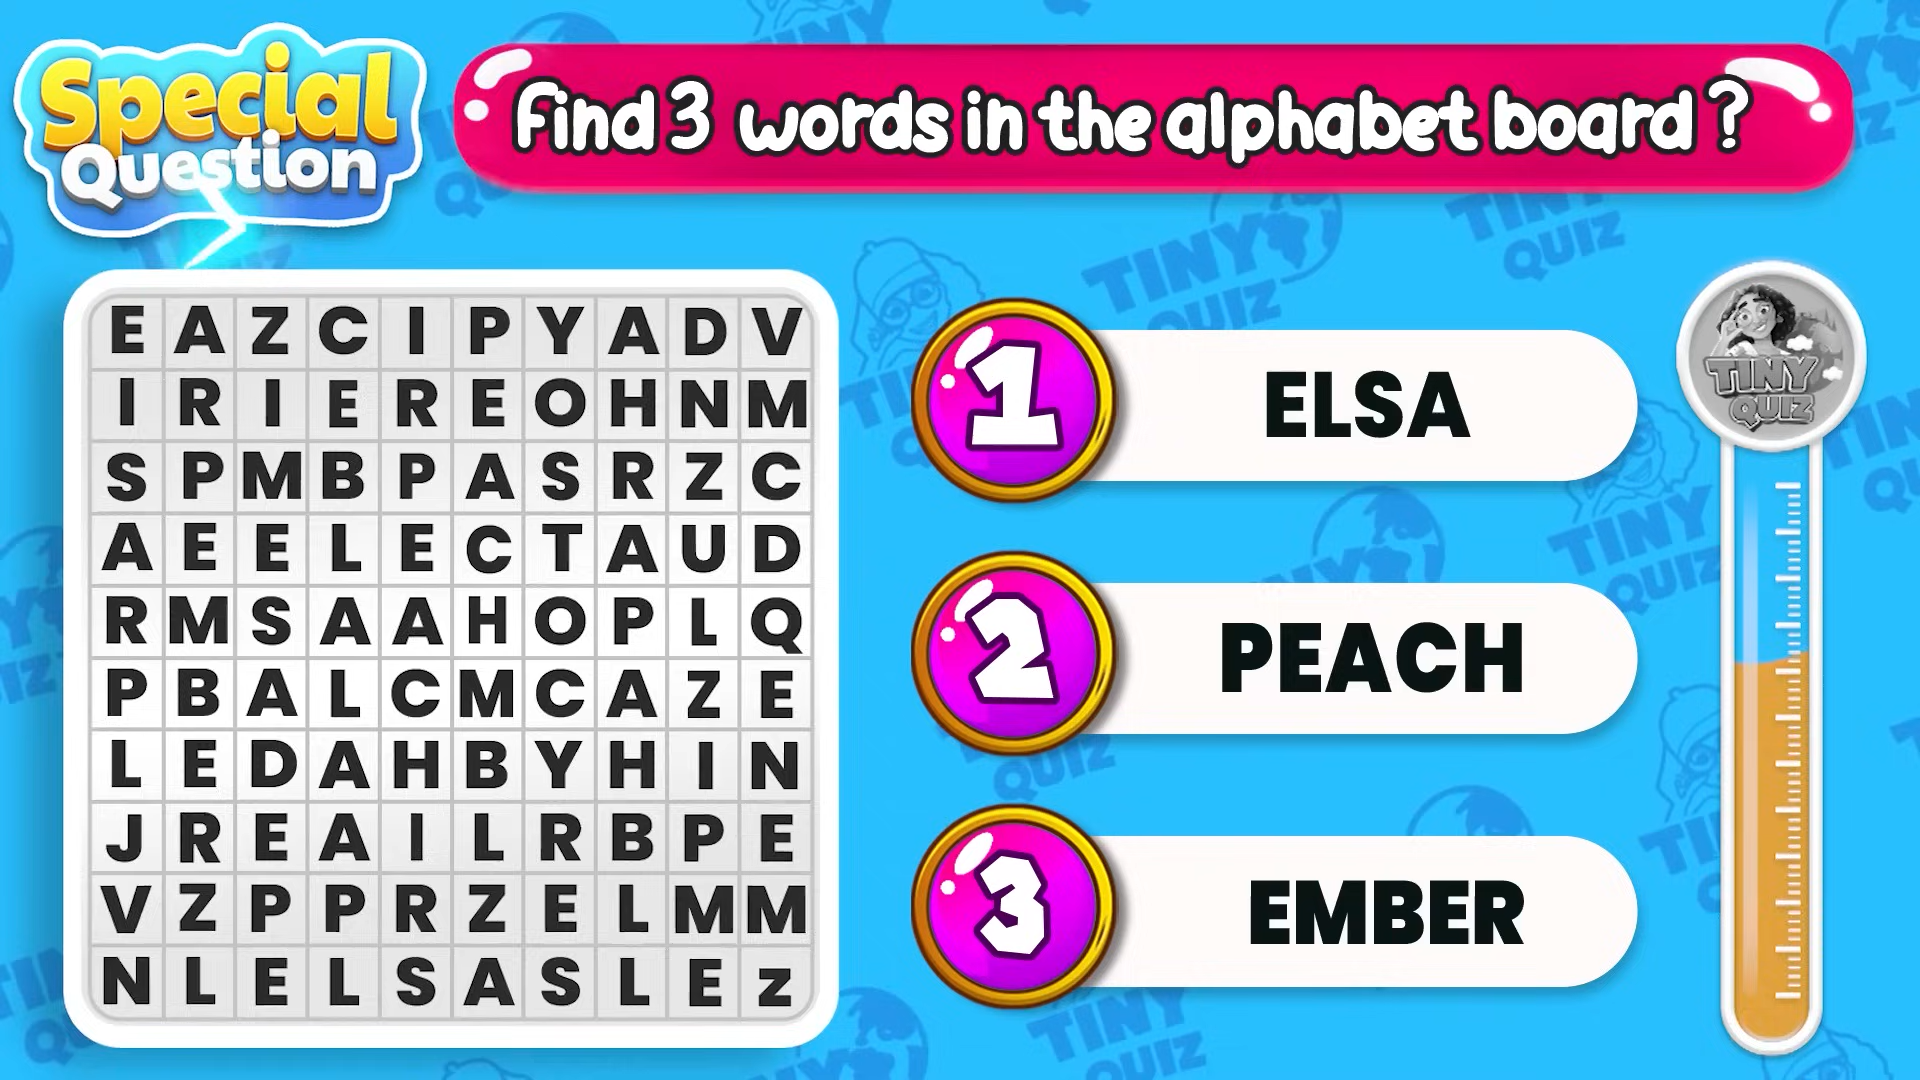 Special
Question
Find 3 words in the alphabet board ?
E A Z C I P Y A D V
I R I E R E O H N M
S P M B P A S R Z C
A E E L E C T A U D
R M S A A H O P L Q
P B A L C M C A Z E
L E D A H B Y H I N
J R E A I L R B P E
V Z P P R Z E L M M
N L E L S A S L E z
1 ELSA
2 PEACH
3 EMBER
TINY
QUIZ